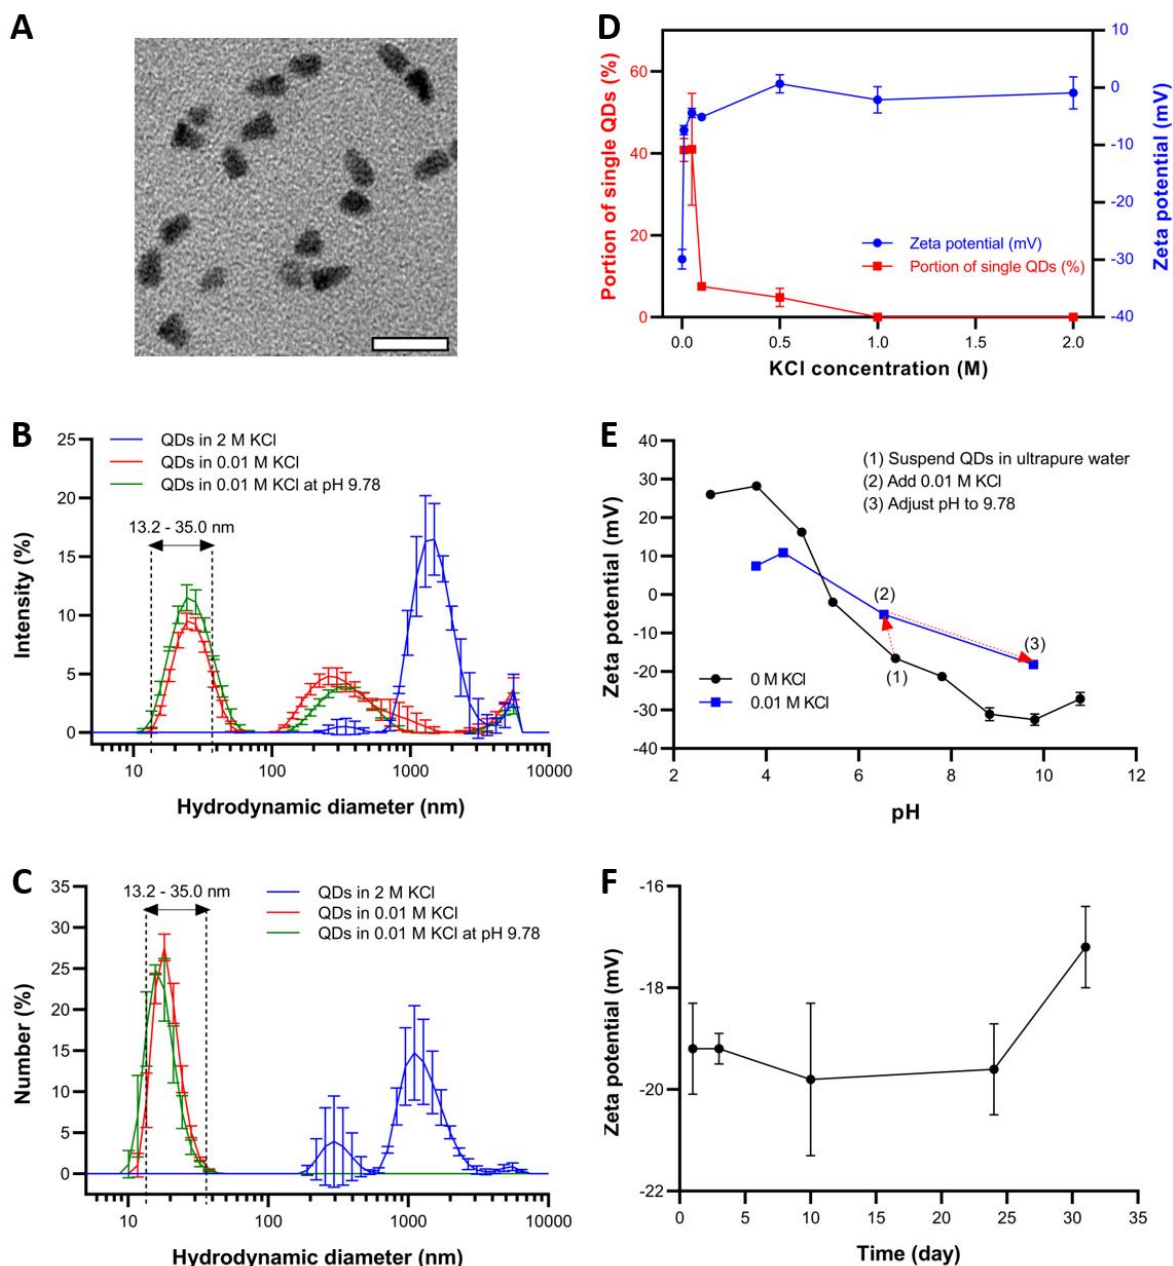 A
B
QDs in 2 M KCl
QDs in 0.01 M KCl
QDs in 0.01 M KCl at pH 9.78
13.2 - 35.0 nm
Intensity (%)
25
20
15
10
5
0
10
100
1000
10000
Hydrodynamic diameter (nm)
C
QDs in 2 M KCl
QDs in 0.01 M KCl
QDs in 0.01 M KCl at pH 9.78
13.2 - 35.0 nm
Number (%)
35
30
25
20
15
10
5
0
10
100
1000
10000
Hydrodynamic diameter (nm)
D
Portion of single QDs (%)
60
40
20
0
Zeta potential (mV)
10
0
-10
-20
-30
-40
Zeta potential (mV)
Portion of single QDs (%)
0.0
0.5
1.0
1.5
2.0
KCl concentration (M)
E
(1) Suspend QDs in ultrapure water
(2) Add 0.01 M KCl
(3) Adjust pH to 9.78
Zeta potential (mV)
40
30
20
10
0
-10
-20
-30
-40
(2)
(3)
(1)
0 M KCl
0.01 M KCl
2
4
6
8
10
12
pH
F
Zeta potential (mV)
-16
-18
-20
-22
0
5
10
15
20
25
30
35
Time (day)